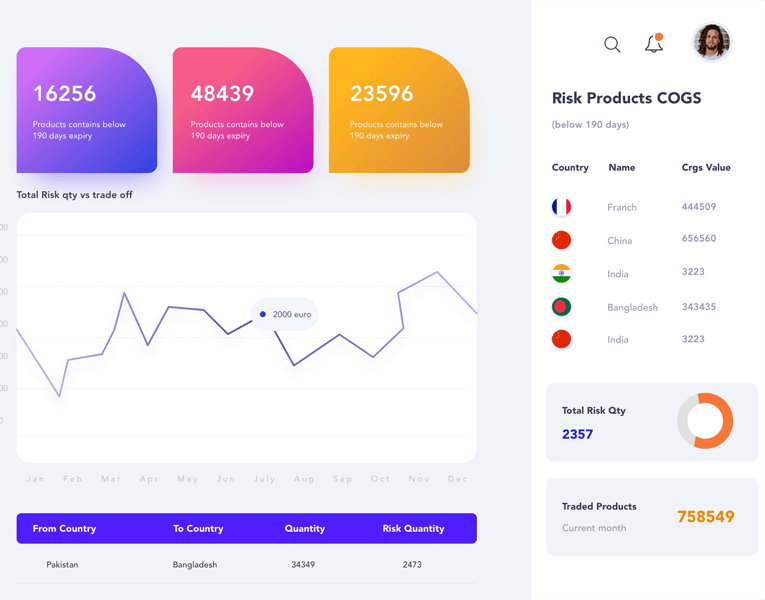 16256
Products contains below
190 days expiry
48439
Products contains below
190 days expiry
23596
Products contains below
190 days expiry
Total Risk qty vs trade off
2000 euro
Jan Feb Mar Apr May Jun July Aug Sep Oct Nov Dec
From Country To Country Quantity Risk Quantity
Pakistan Bangladesh 34349 2473
Risk Products COGS
(below 190 days)
Country Name Crgs Value
Franch 444509
China 656560
India 3223
Bangladesh 343435
India 3223
Total Risk Qty
2357
Traded Products
Current month
758549